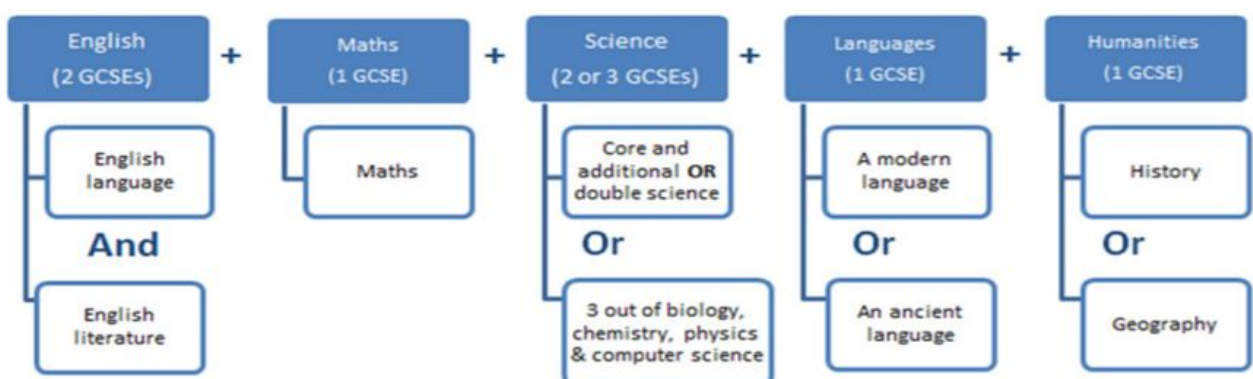 English
(2 GCSEs)
+
Maths
(1 GCSE)
+
Science
(2 or 3 GCSEs)
+
Languages
(1 GCSE)
+
Humanities
(1 GCSE)
English
language
And
English
literature
Maths
Core and
additional OR
double science
Or
3 out of biology,
chemistry, physics
& computer science
A modern
language
Or
An ancient
language
History
Or
Geography